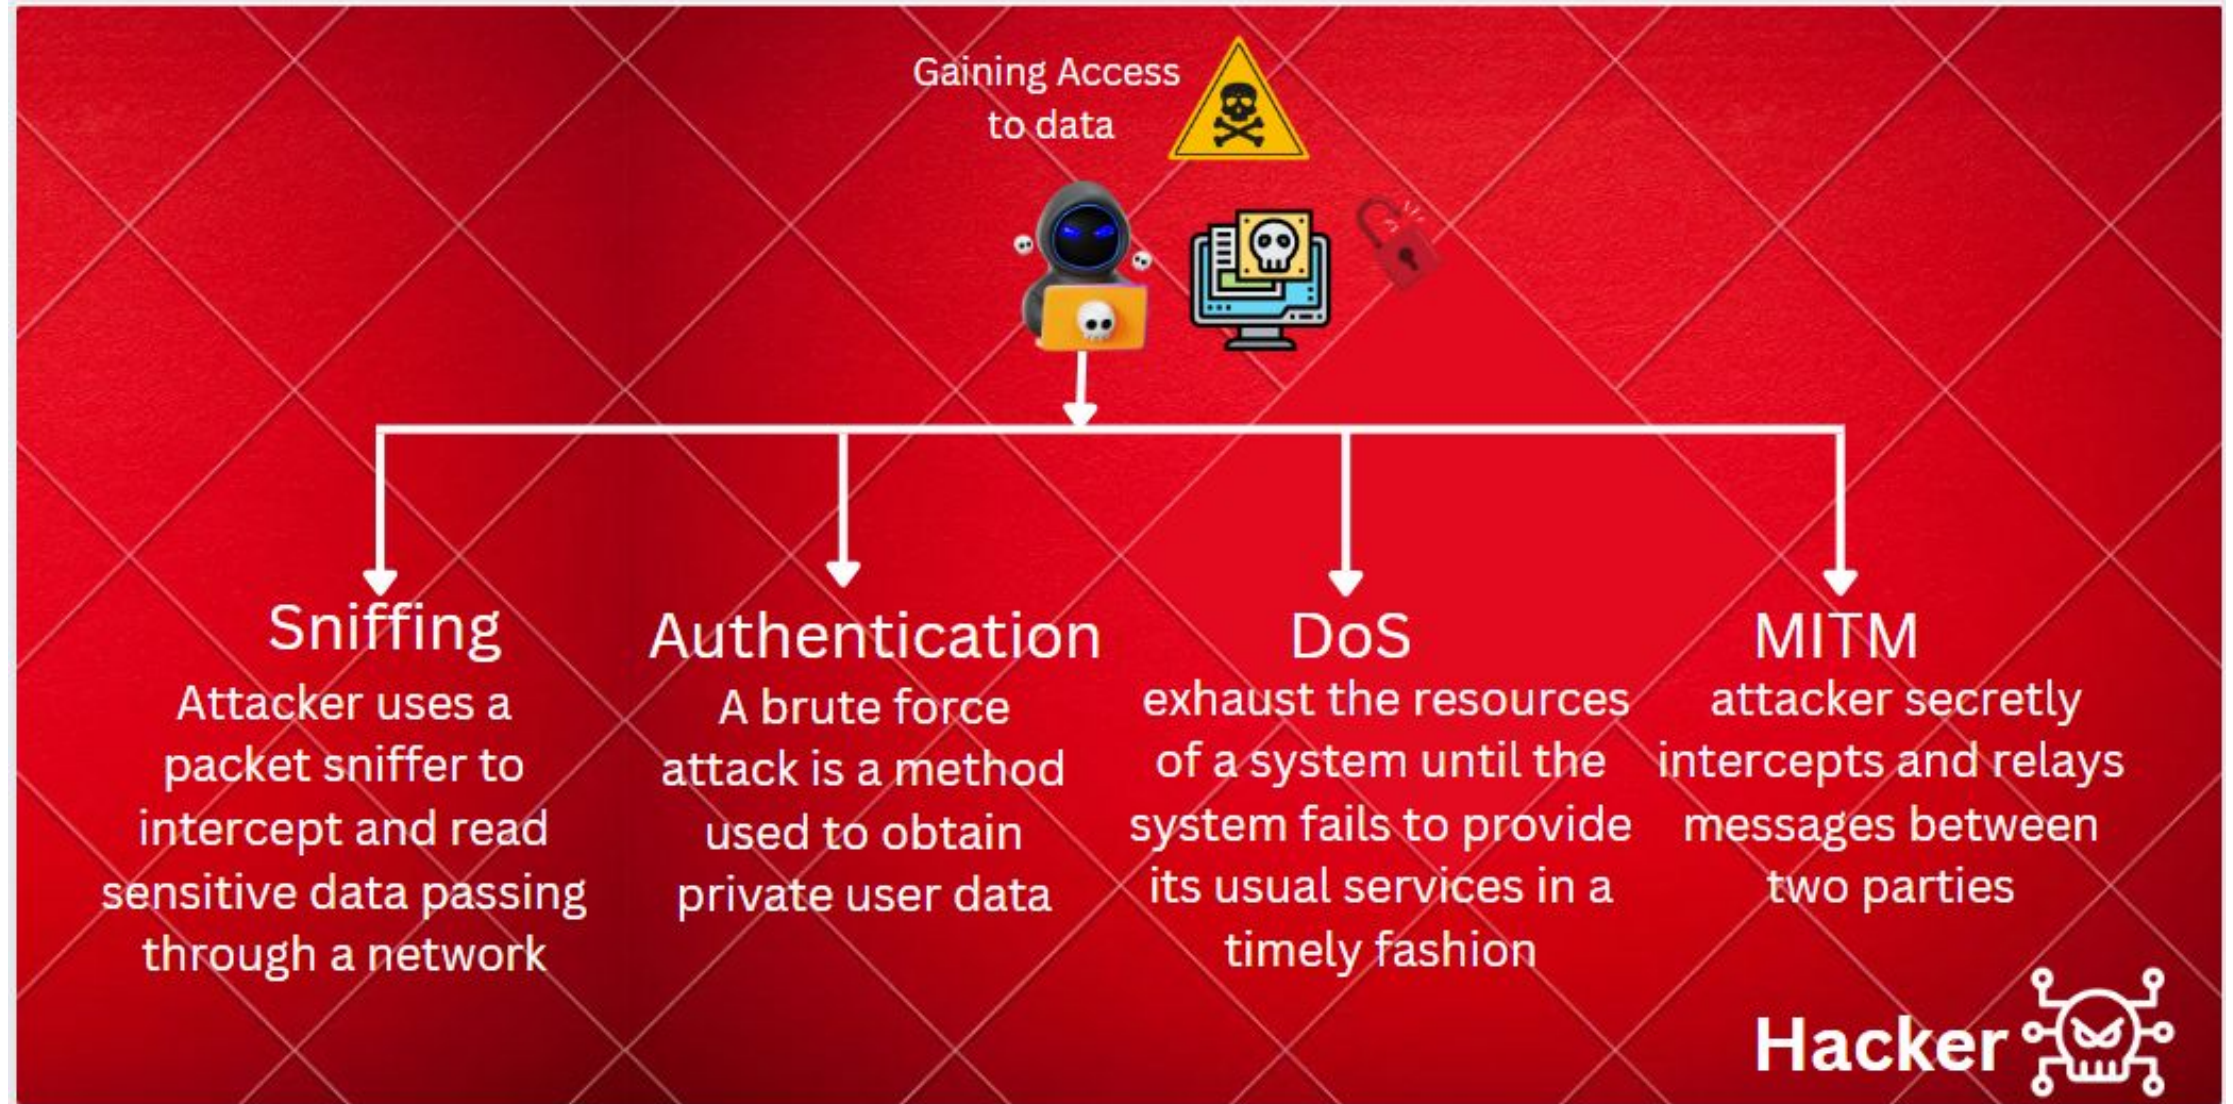 Gaining Access
to data
Sniffing
Attacker uses a
packet sniffer to
intercept and read
sensitive data passing
through a network
Authentication
A brute force
attack is a method
used to obtain
private user data
DoS
exhaust the resources
of a system until the
system fails to provide
its usual services in a
timely fashion
MITM
attacker secretly
intercepts and relays
messages between
two parties
Hacker